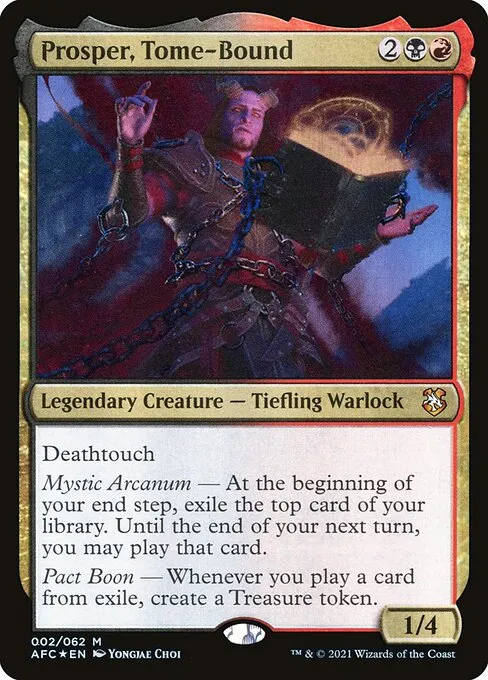 Prosper, Tome-Bound 2
Legendary Creature — Tiefling Warlock
Deathtouch
Mystic Arcanum — At the beginning of
your end step, exile the top card of your
library. Until the end of your next turn,
you may play that card.
Pact Boon — Whenever you play a card
from exile, create a Treasure token.
1/4
002/062 M
AFC★EN Yongjae Choi
™ & © 2021 Wizards of the Coast